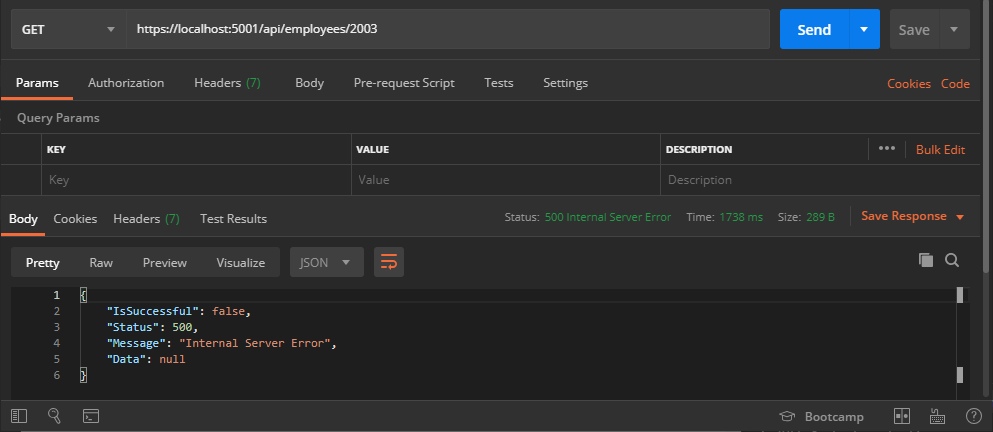 GET https://localhost:5001/api/employees/2003 Send Save
Params Authorization Headers (7) Body Pre-request Script Tests Settings Cookies Code
Query Params
KEY VALUE DESCRIPTION ••• Bulk Edit
Key Value Description
Body Cookies Headers (7) Test Results Status: 500 Internal Server Error Time: 1738 ms Size: 289 B Save Response
Pretty Raw Preview Visualize JSON
1 {
2 "IsSuccessful": false,
3 "Status": 500,
4 "Message": "Internal Server Error",
5 "Data": null
6 }
Bootcamp